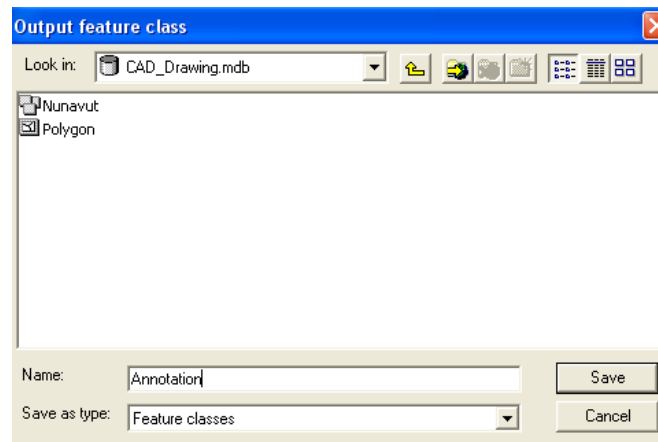 Output feature class
Look in: CAD_Drawing.mdb
Nunavut
Polygon
Name: Annotation
Save
Save as type: Feature classes
Cancel